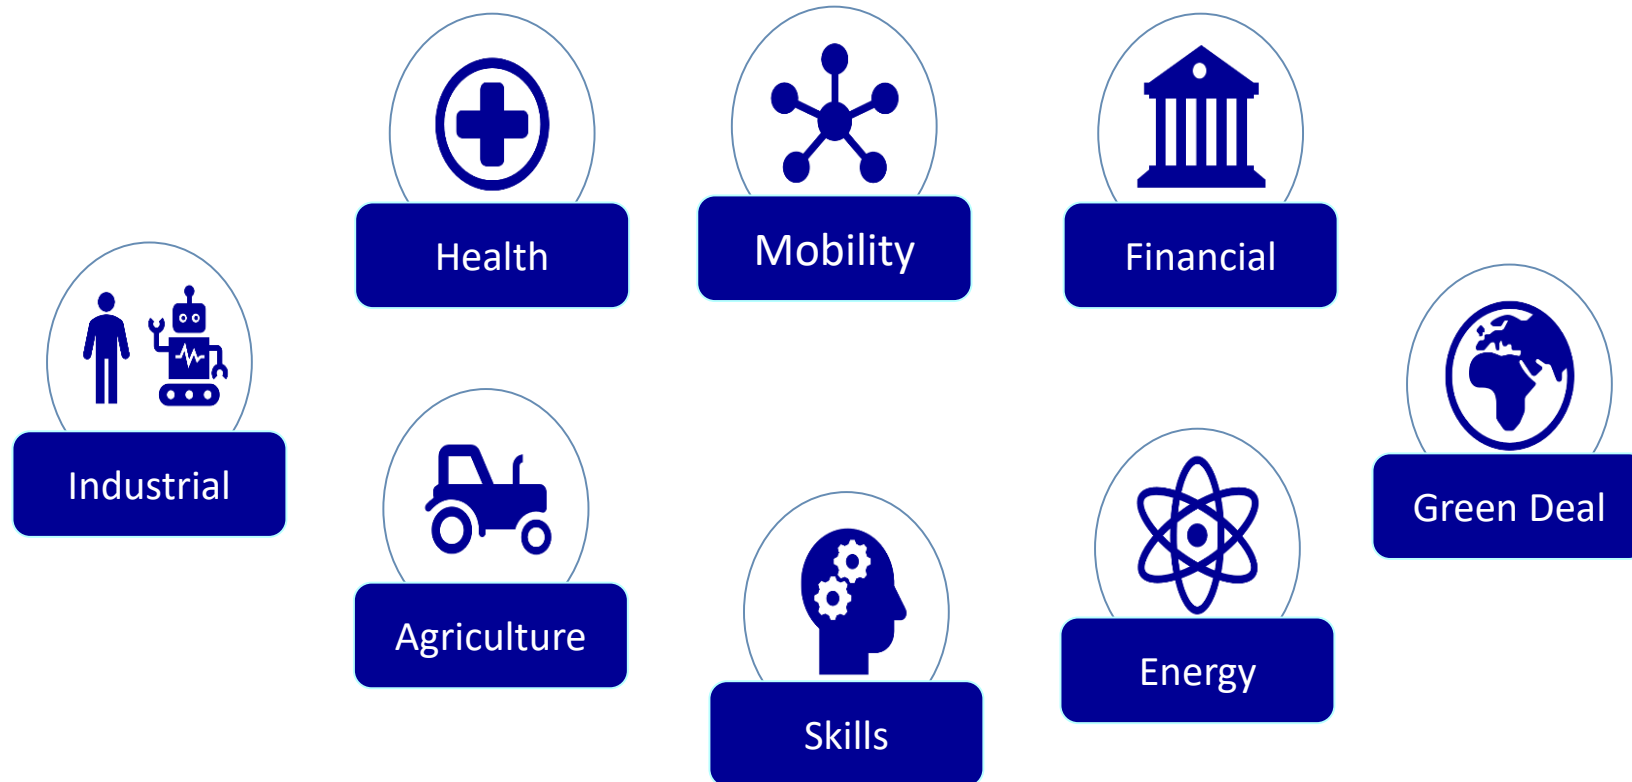 Health
Mobility
Financial
Industrial
Green Deal
Agriculture
Energy
Skills